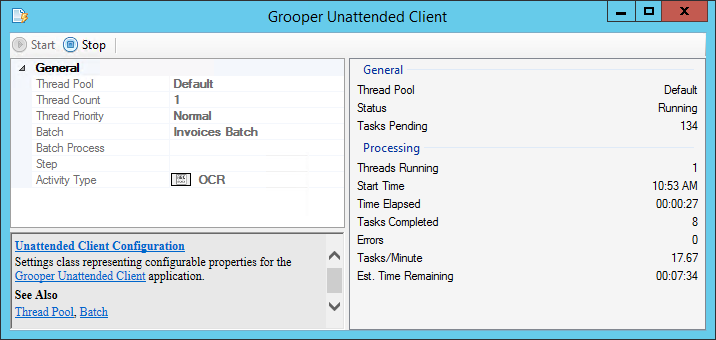 Grooper Unattended Client
Start Stop
General
Thread Pool Default
Thread Count 1
Thread Priority Normal
Batch Invoices Batch
Batch Process
Step
Activity Type OCR
Unattended Client Configuration
Settings class representing configurable properties for the
Grooper Unattended Client application.
See Also
Thread Pool, Batch
General
Thread Pool Default
Status Running
Tasks Pending 134
Processing
Threads Running 1
Start Time 10:53 AM
Time Elapsed 00:00:27
Tasks Completed 8
Errors 0
Tasks/Minute 17.67
Est. Time Remaining 00:07:34